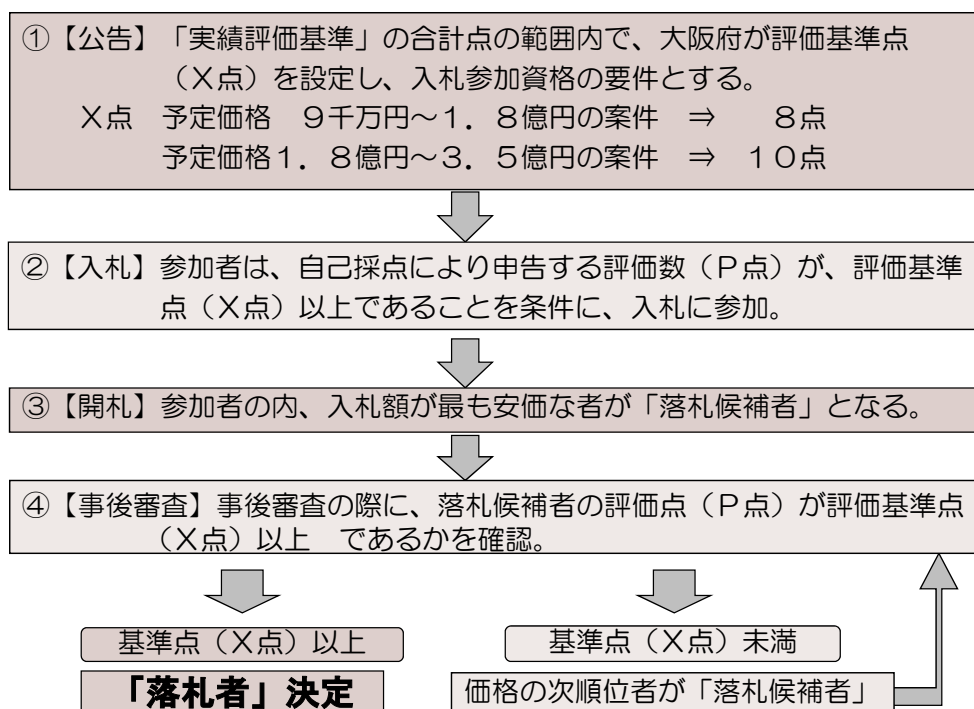 ①【公告】「実績評価基準」の合計点の範囲内で、大阪府が評価基準点
（X点）を設定し、入札参加資格の要件とする。
X点　予定価格　９千万円～１．８億円の案件　⇒　　８点
予定価格１．８億円～３．５億円の案件　⇒　１０点
②【入札】参加者は、自己採点により申告する評価数（P点）が、評価基準
点（X点）以上であることを条件に、入札に参加。
③【開札】参加者の内、入札額が最も安価な者が「落札候補者」となる。
④【事後審査】事後審査の際に、落札候補者の評価点（P点）が評価基準点
（X点）以上　であるかを確認。
基準点（X点）以上
基準点（X点）未満
「落札者」決定
価格の次順位者が「落札候補者」